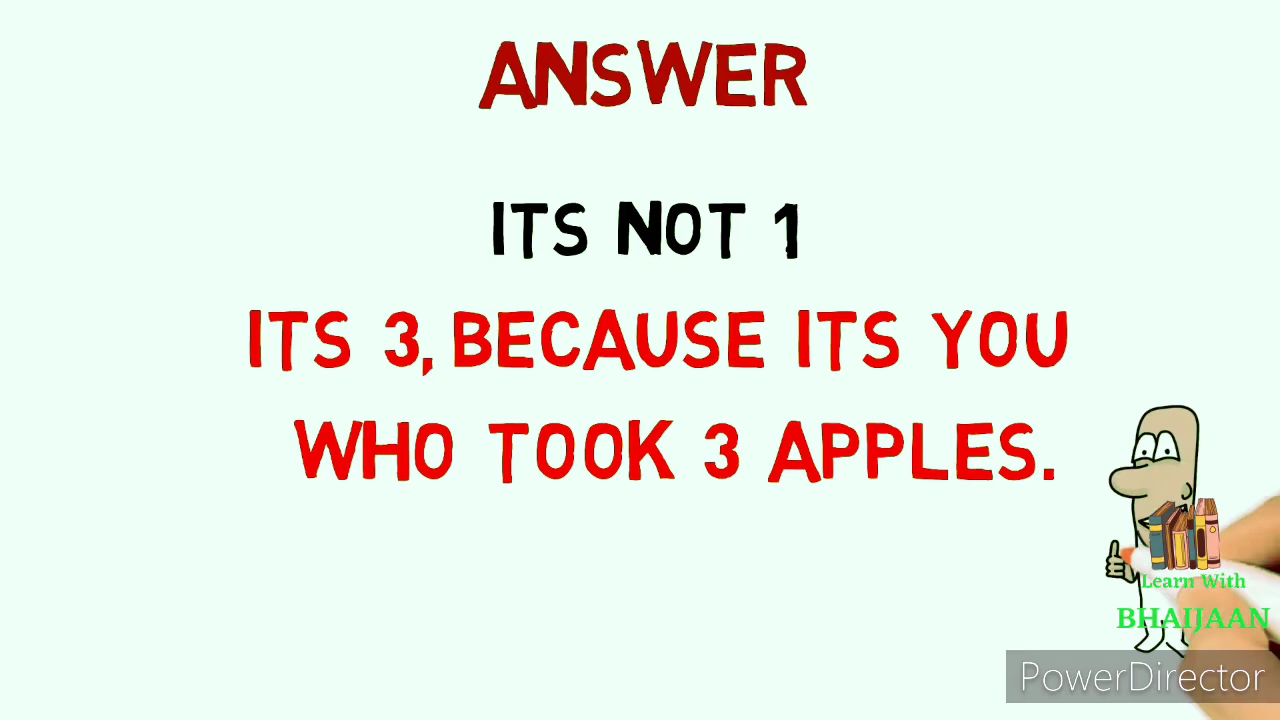 ANSWER
ITS NOT 1
ITS 3, BECAUSE ITS YOU
WHO TOOK 3 APPLES.
Learn With
BHAIJAAN
PowerDirector